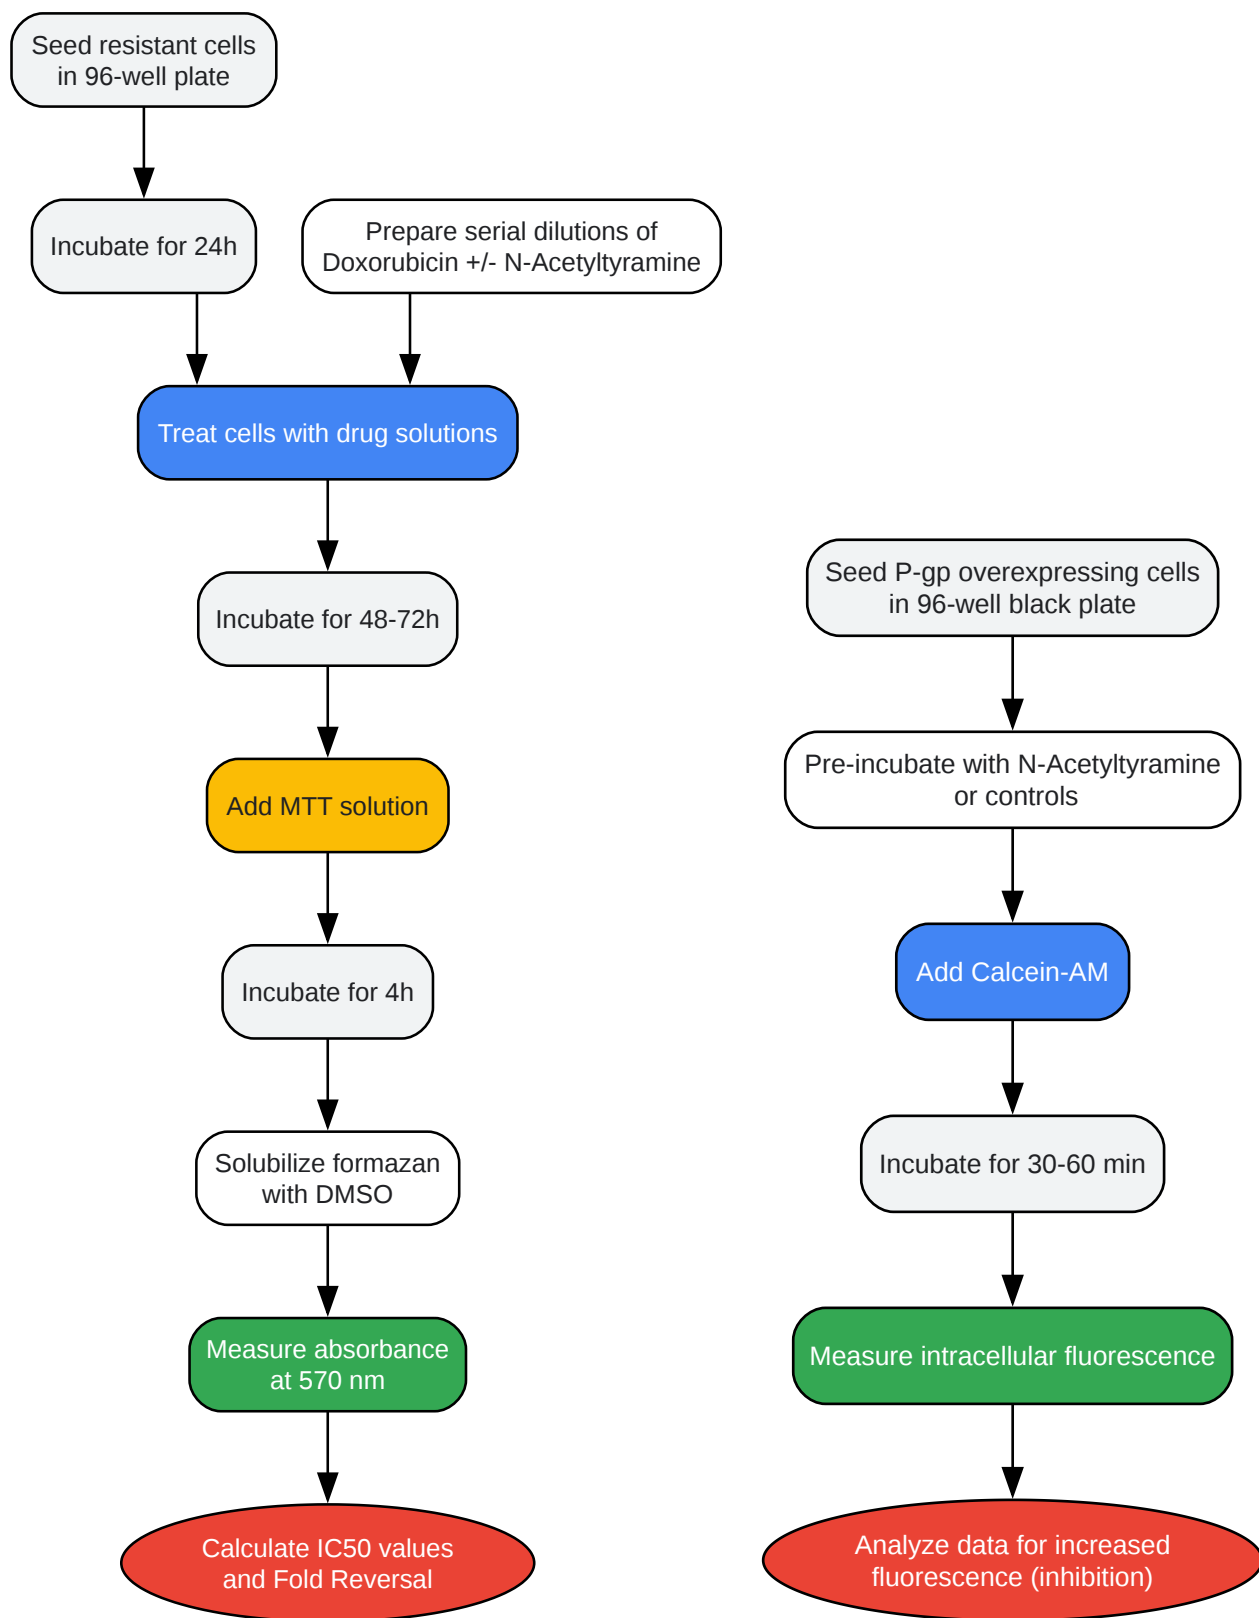 Seed resistant cells
in 96-well plate
Incubate for 24h
Prepare serial dilutions of
Doxorubicin +/- N-Acetyltyramine
Treat cells with drug solutions
Incubate for 48-72h
Add MTT solution
Incubate for 4h
Solubilize formazan
with DMSO
Measure absorbance
at 570 nm
Calculate IC50 values
and Fold Reversal
Seed P-gp overexpressing cells
in 96-well black plate
Pre-incubate with N-Acetyltyramine
or controls
Add Calcein-AM
Incubate for 30-60 min
Measure intracellular fluorescence
Analyze data for increased
fluorescence (inhibition)